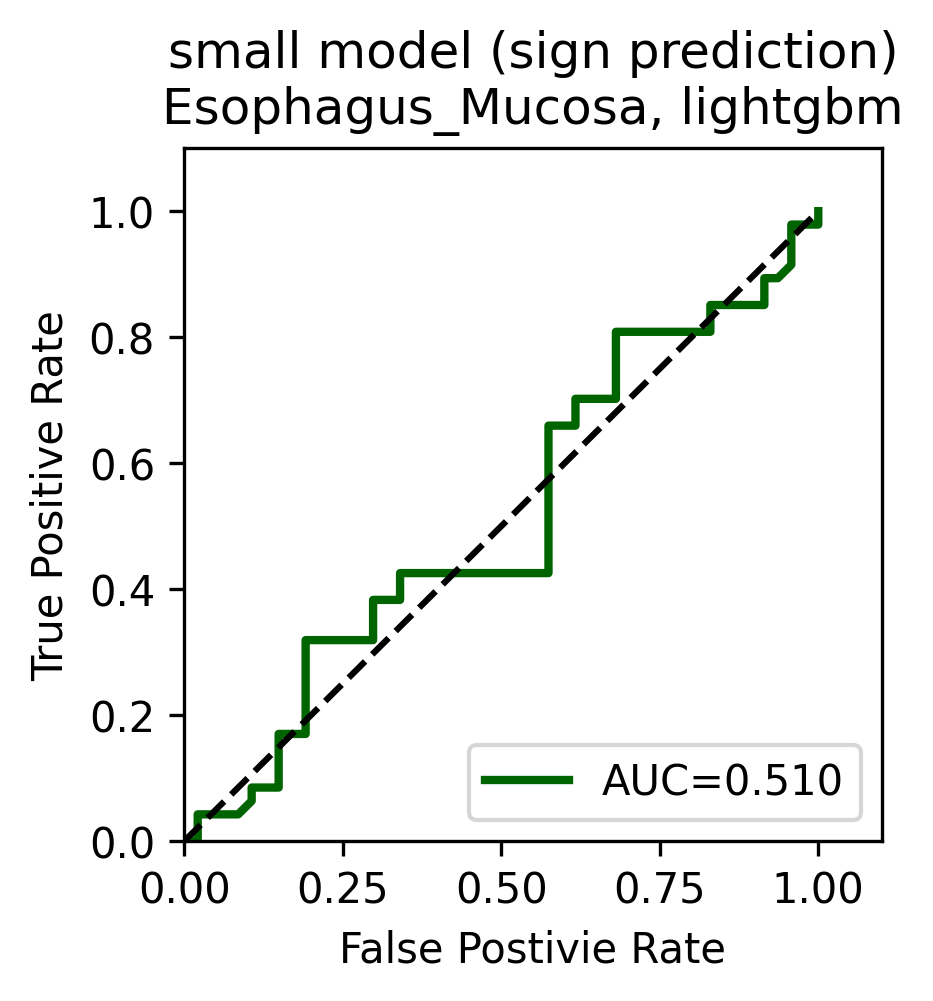 small model (sign prediction)
Esophagus_Mucosa, lightgbm
1.0
0.8
0.6
0.4
0.2
0.0
True Positive Rate
AUC=0.510
0.00 0.25 0.50 0.75 1.00
False Postivie Rate